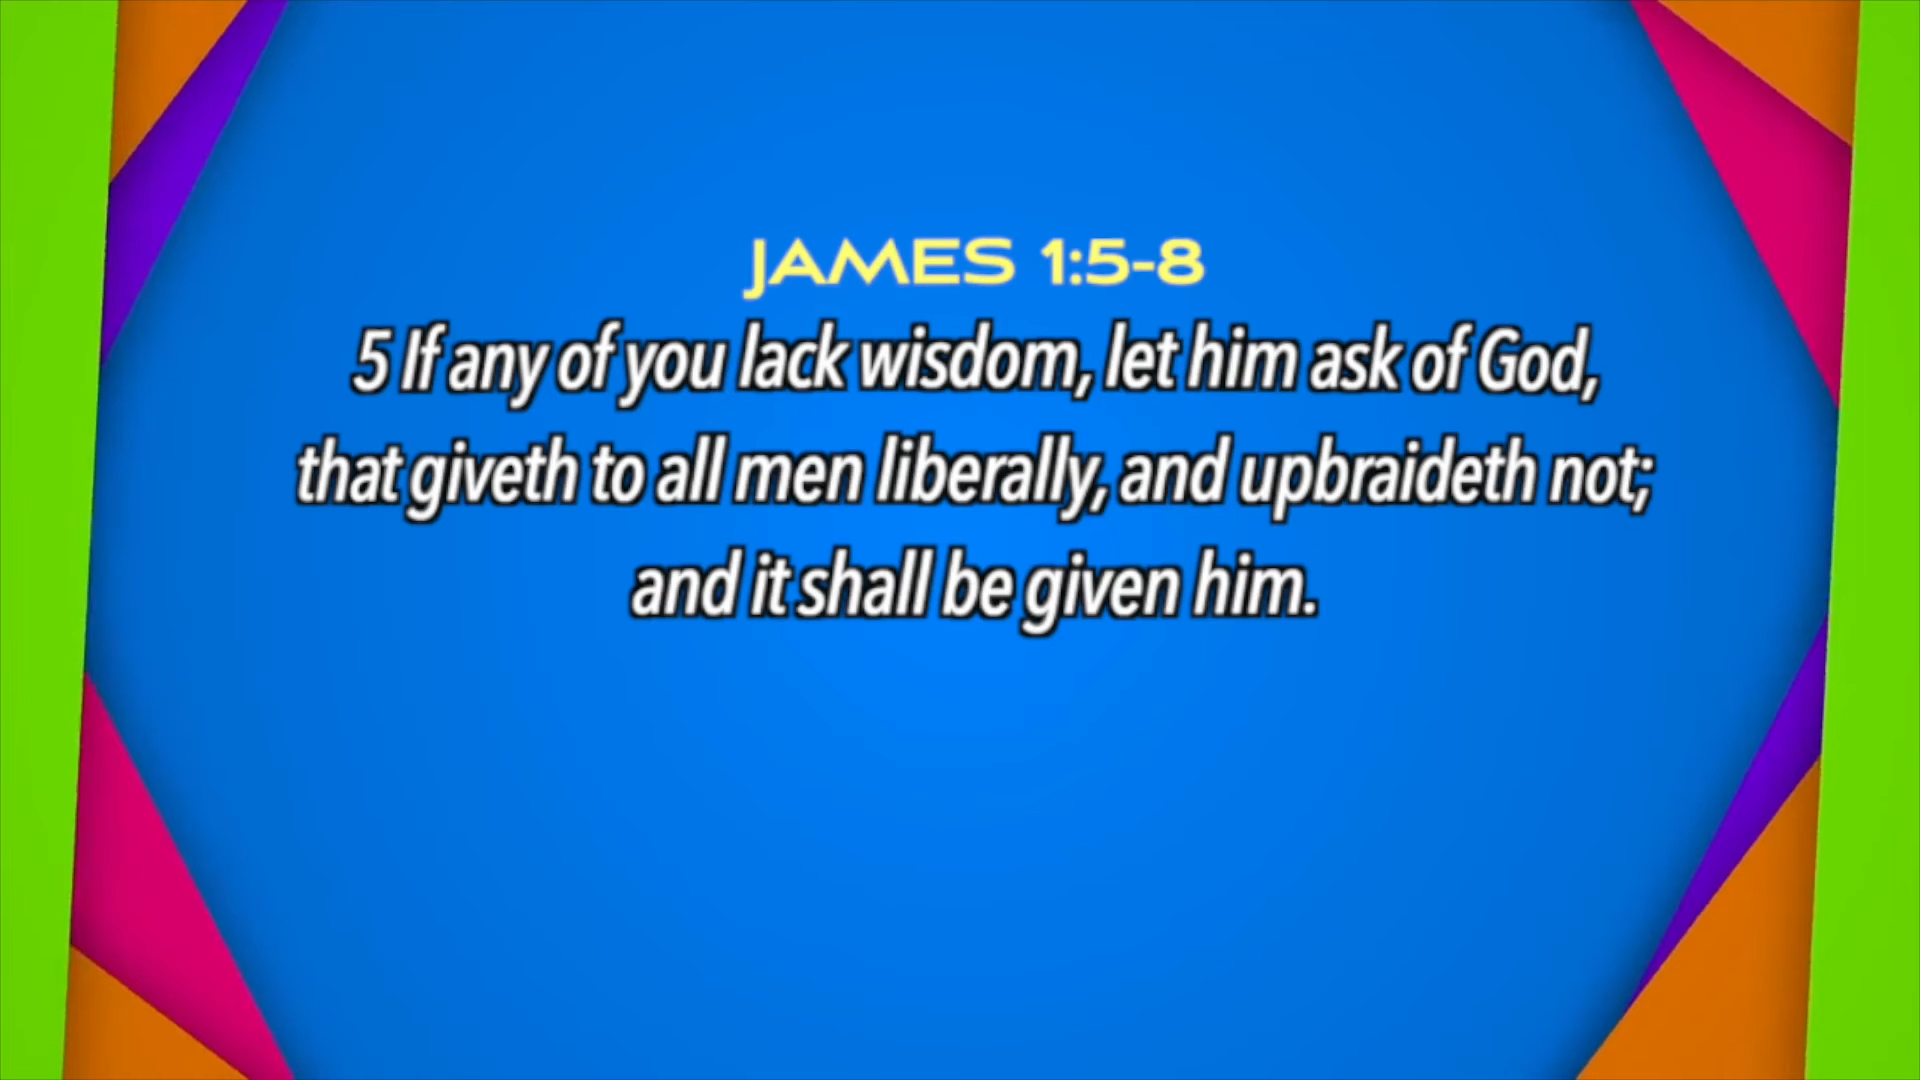 JAMES 1:5-8
5 If any of you lack wisdom, let him ask of God,
that giveth to all men liberally, and upbraideth not;
and it shall be given him.